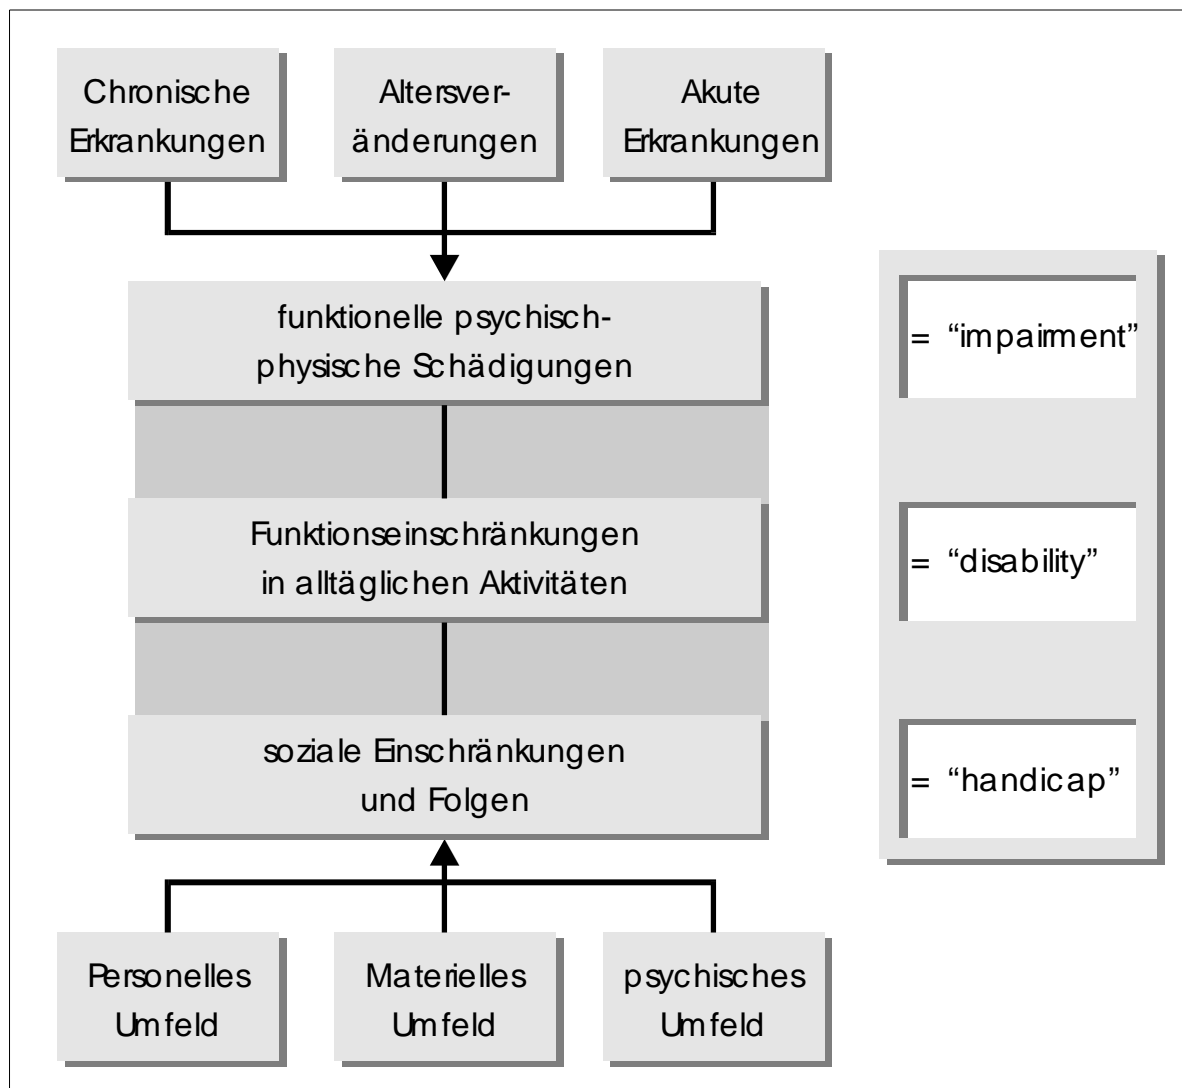 Chronische
Erkrankungen
Altersver-
änderungen
Akute
Erkrankungen
funktionelle psychisch-
physische Schädigungen
= “impairment”
Funktionseinschränkungen
in alltäglichen Aktivitäten
= “disability”
soziale Einschränkungen
und Folgen
= “handicap”
Personelles
Umfeld
Materielles
Umfeld
psychisches
Umfeld